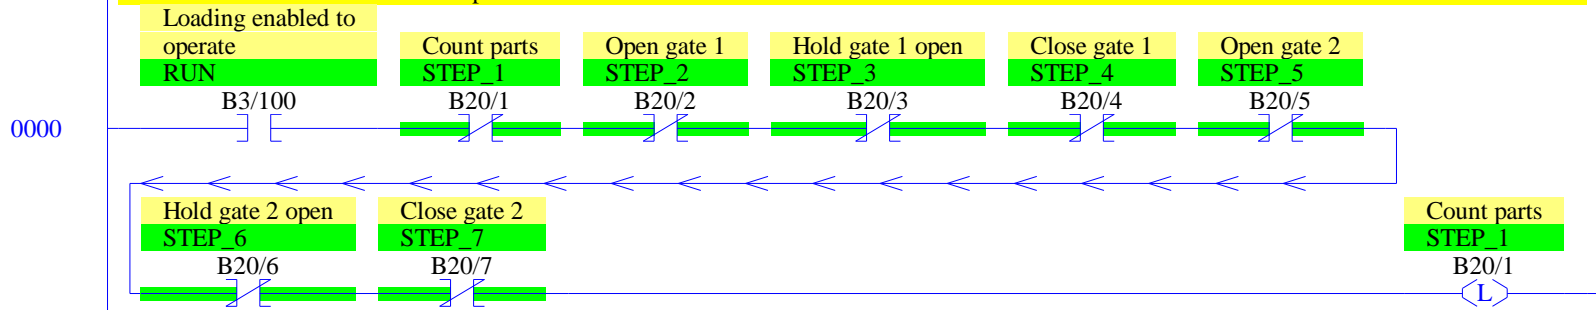 Loading enabled to
operate
RUN
B3/100
Count parts
STEP_1
B20/1
Open gate 1
STEP_2
B20/2
Hold gate 1 open
STEP_3
B20/3
Close gate 1
STEP_4
B20/4
Open gate 2
STEP_5
B20/5
0000
Hold gate 2 open
STEP_6
B20/6
Close gate 2
STEP_7
B20/7
Count parts
STEP_1
B20/1
L